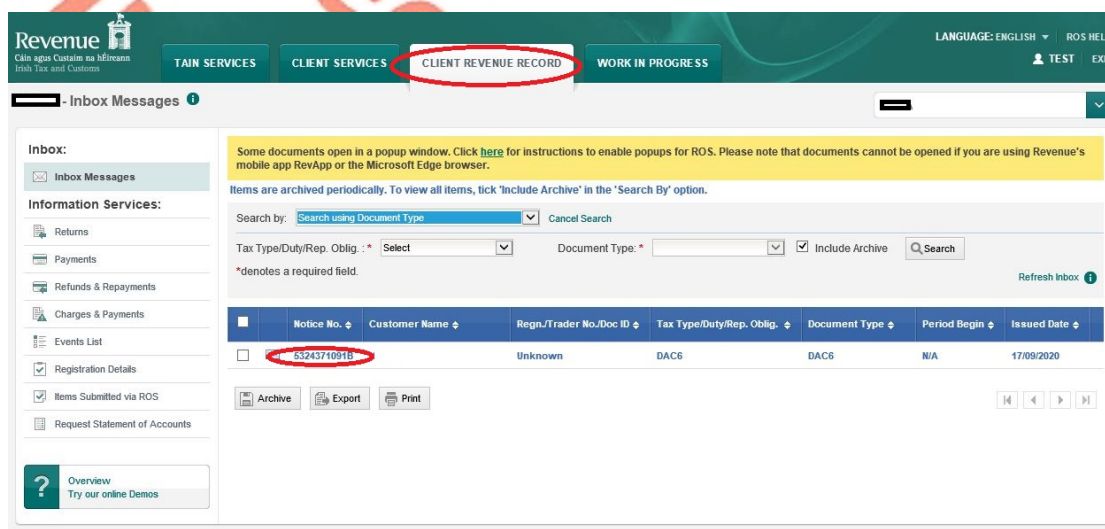 Revenue
Cáin agus Custaim na hÉireann
Irish Tax and Customs
TAIN SERVICES
CLIENT SERVICES
CLIENT REVENUE RECORD
WORK IN PROGRESS
LANGUAGE: ENGLISH
ROS HEL
TEST
EXI
- Inbox Messages
Inbox:
Inbox Messages
Information Services:
Returns
Payments
Refunds & Repayments
Charges & Payments
Events List
Registration Details
Items Submitted via ROS
Request Statement of Accounts
?
Overview
Try our online Demos
Some documents open in a popup window. Click here for instructions to enable popups for ROS. Please note that documents cannot be opened if you are using Revenue's
mobile app RevApp or the Microsoft Edge browser.
Items are archived periodically. To view all items, tick 'Include Archive' in the 'Search By' option.
Search by: Search using Document Type Cancel Search
Tax Type/Duty/Rep. Oblig. : * Select Document Type: * Include Archive Search
*denotes a required field.
Refresh Inbox
Notice No. Customer Name Regn./Trader No./Doc ID Tax Type/Duty/Rep. Oblig. Document Type Period Begin Issued Date
5324371091B Unknown DAC6 DAC6 N/A 17/09/2020
Archive Export Print